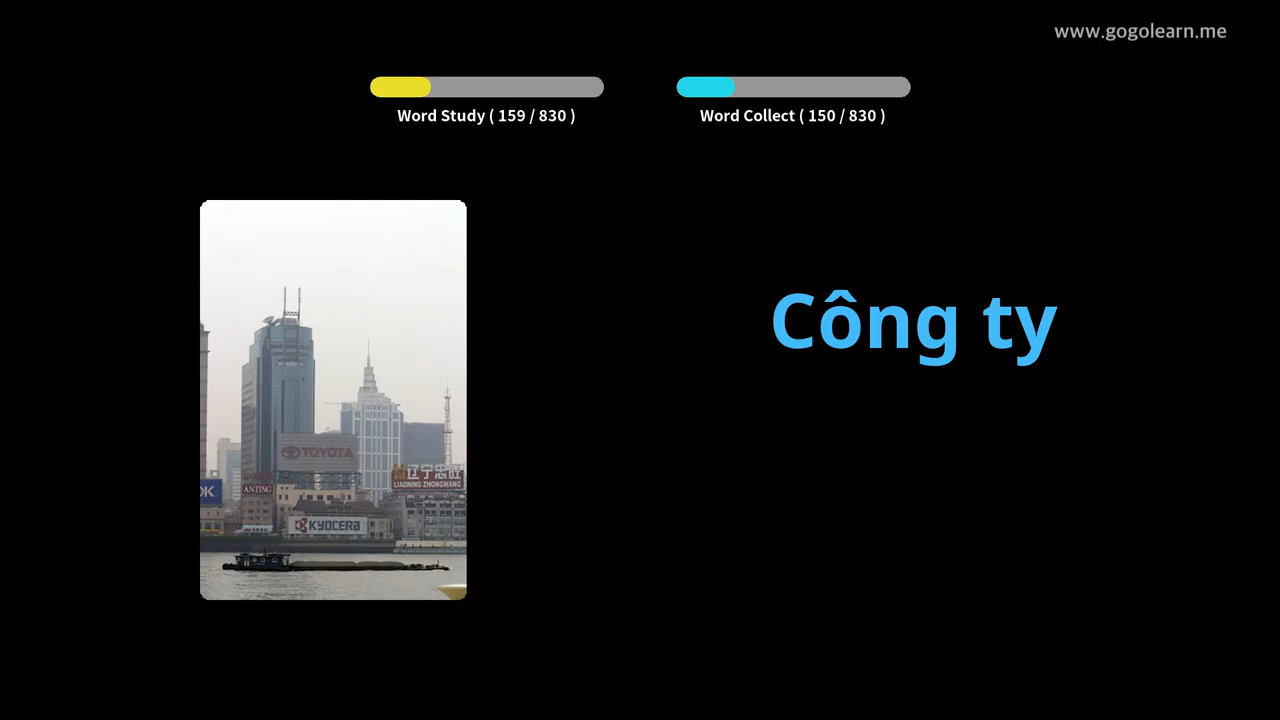 www.gogolearn.me
Word Study ( 159 / 830 )
Word Collect ( 150 / 830 )
Công ty
TOYOTA
辽宁忠旺
LIAONING ZHONGWANG
OK
ANTING
KYOCERA